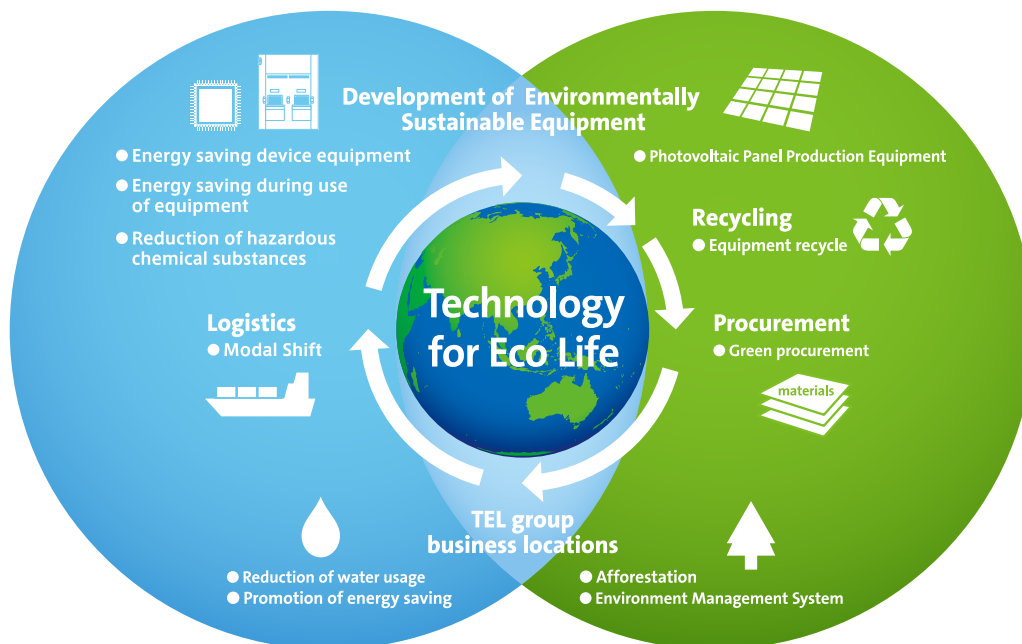 Development of Environmentally
Sustainable Equipment
● Energy saving device equipment
● Energy saving during use
of equipment
● Reduction of hazardous
chemical substances
● Photovoltaic Panel Production Equipment
Recycling
● Equipment recycle
Technology
for Eco Life
Logistics
● Modal Shift
Procurement
● Green procurement
materials
TEL group
business locations
● Reduction of water usage
● Promotion of energy saving
● Afforestation
● Environment Management System